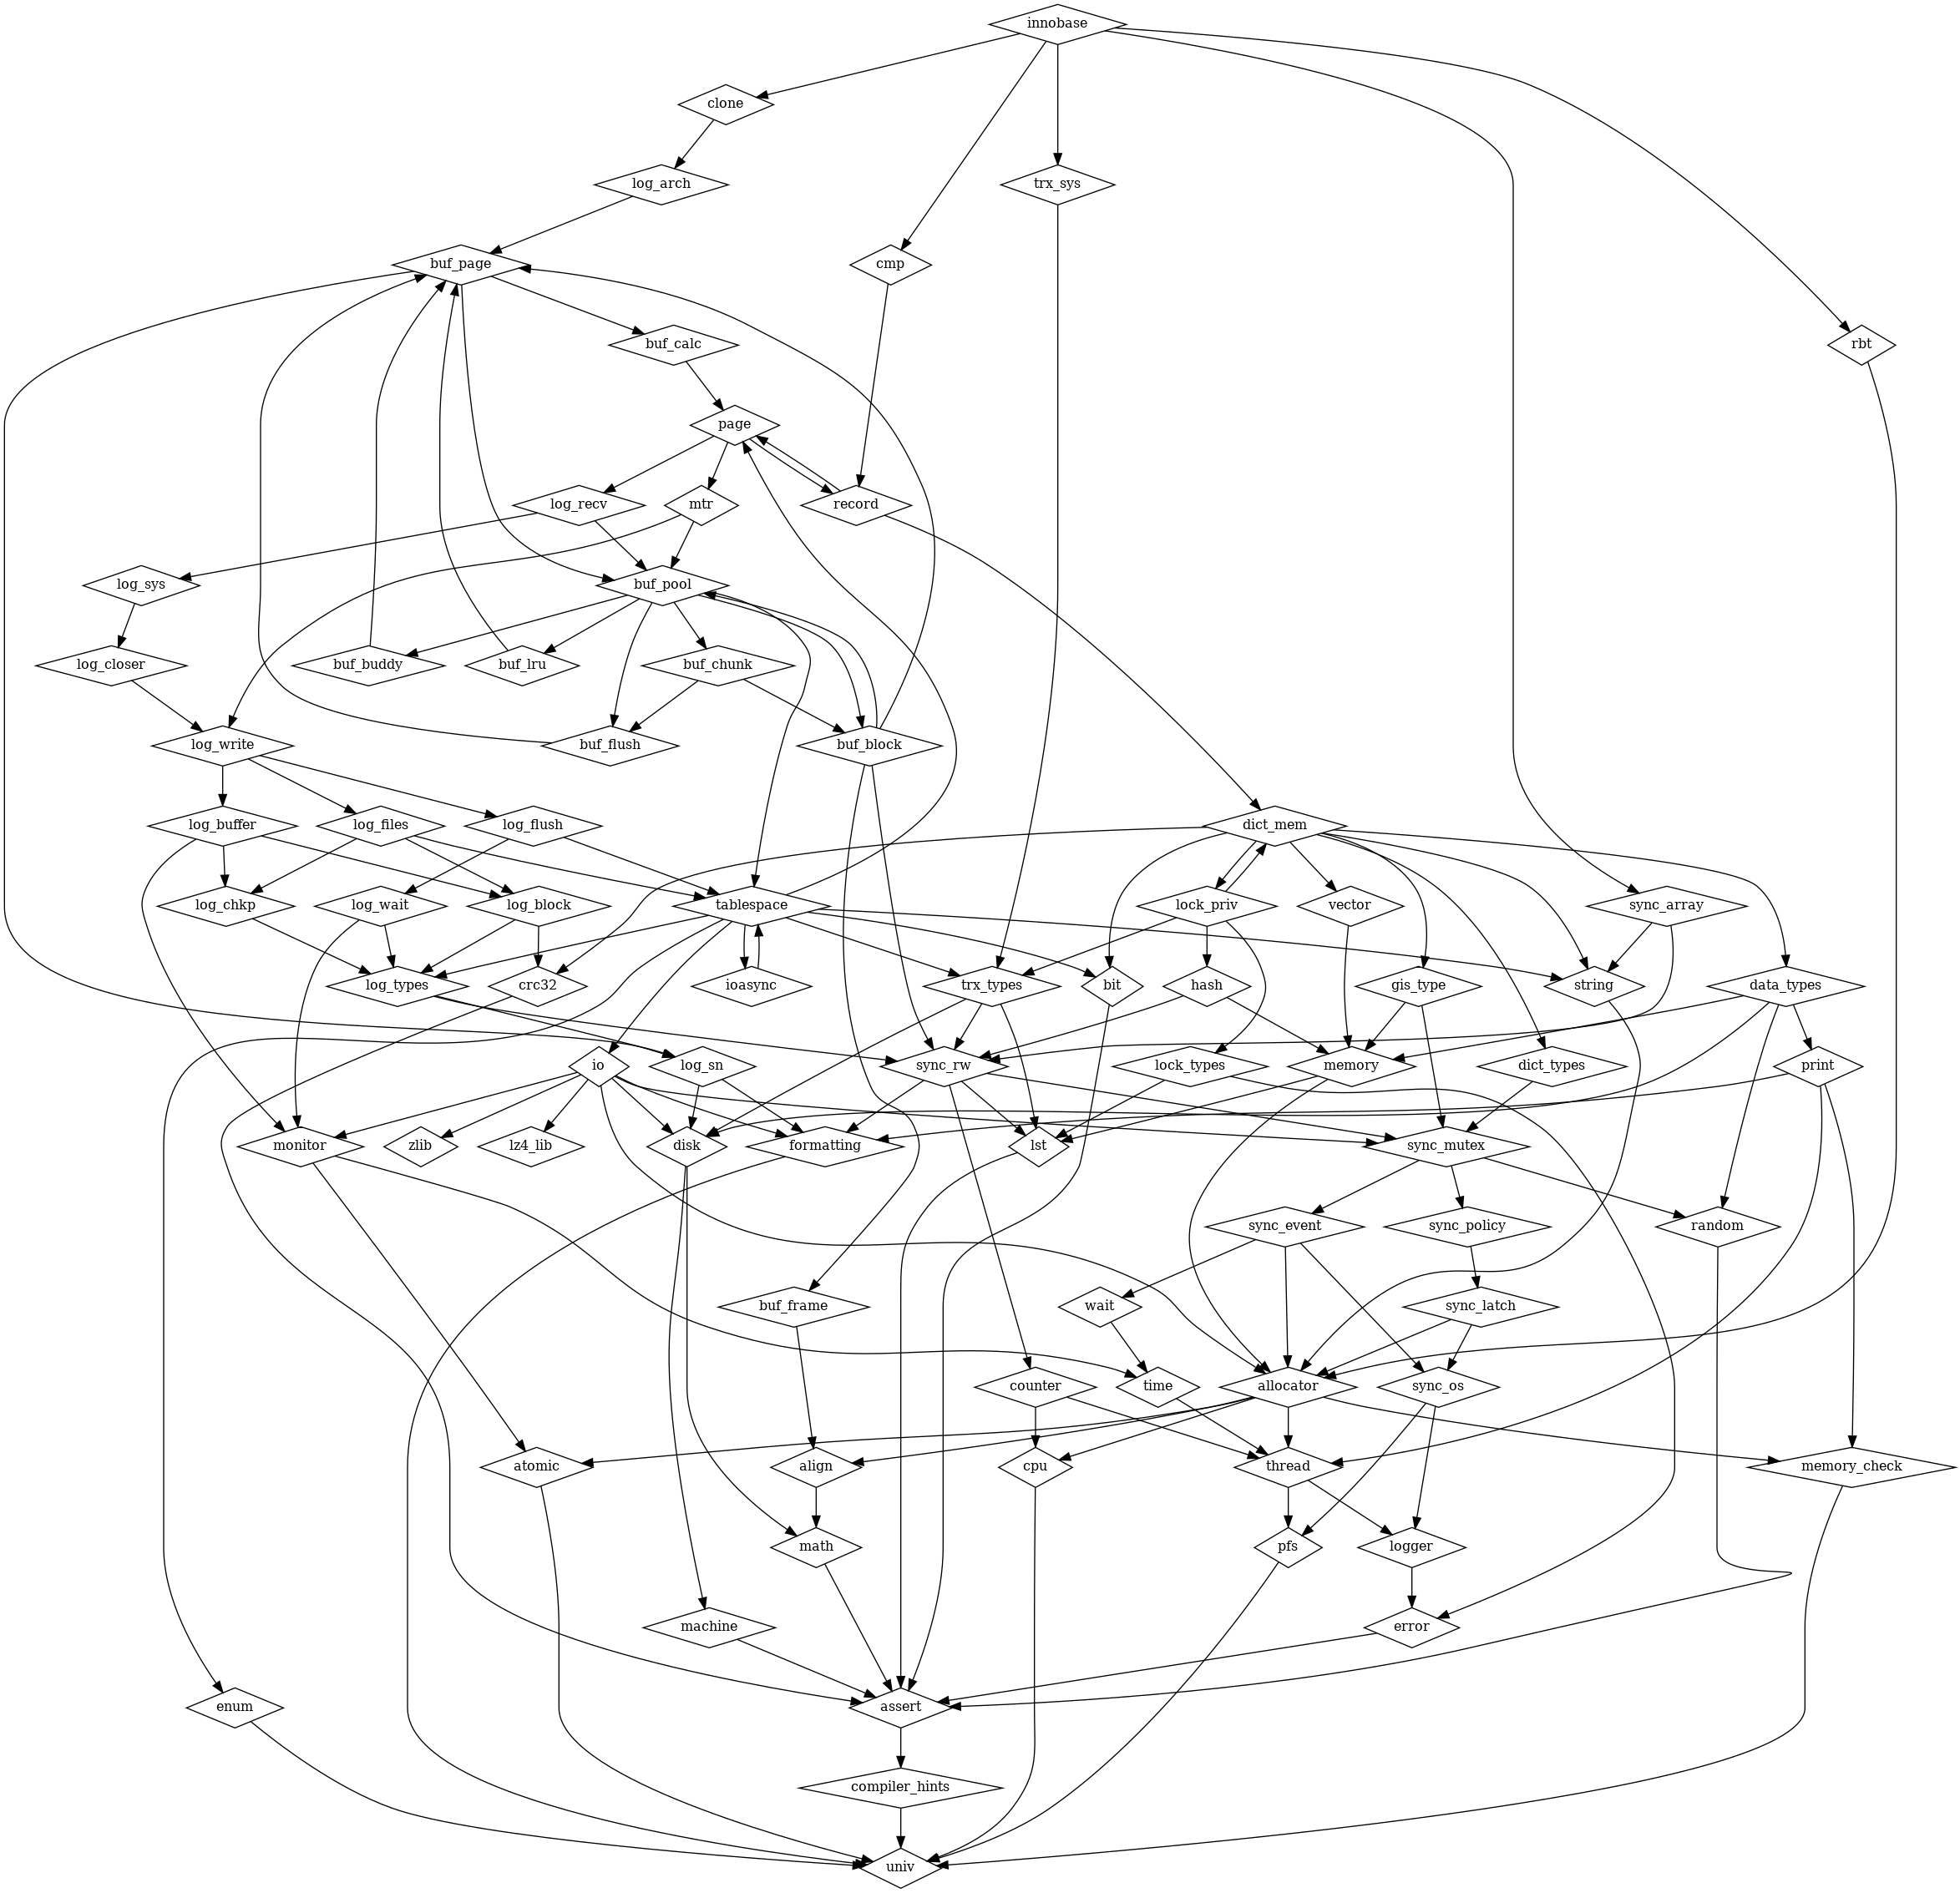 innobase
clone
log_arch
trx_sys
buf_page
cmp
buf_calc
rbt
page
log_recv
mtr
record
log_sys
buf_pool
log_closer
buf_buddy
buf_lru
buf_chunk
log_write
buf_flush
buf_block
log_buffer
log_files
log_flush
dict_mem
log_chkp
log_wait
log_block
tablespace
lock_priv
vector
sync_array
log_types
crc32
ioasync
trx_types
bit
hash
gis_type
string
data_types
io
log_sn
sync_rw
lock_types
memory
dict_types
print
monitor
zlib
lz4_lib
disk
formatting
lst
sync_mutex
sync_event
sync_policy
random
buf_frame
wait
sync_latch
counter
time
allocator
sync_os
atomic
align
cpu
thread
memory_check
math
pfs
logger
machine
error
enum
assert
compiler_hints
univ